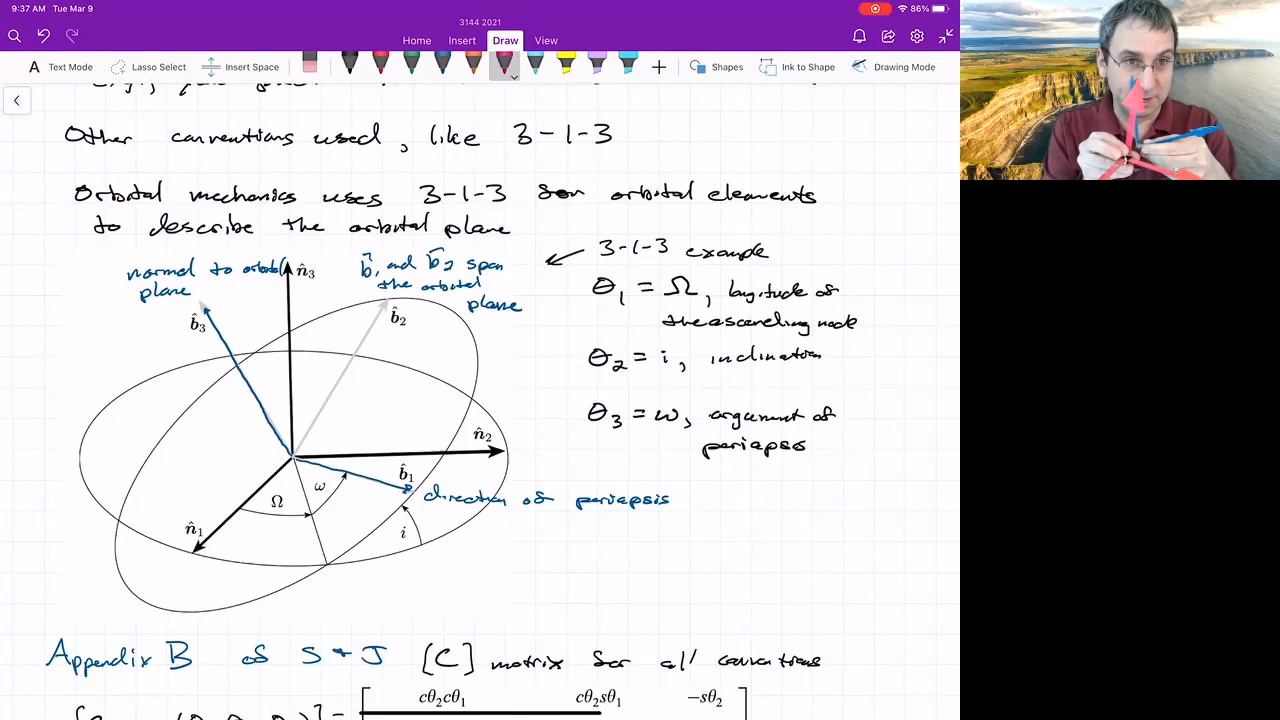 9:37 AM Tue Mar 9
86%
3144 2021
Home Insert Draw View
Text Mode Lasso Select Insert Space Shapes Ink to Shape Drawing Mode
Other conventions used, like 3-1-3
Orbital mechanics uses 3-1-3 for orbital elements
to describe the orbital plane
3-1-3 example
normal to orbital
plane
n̂3
b̂1 and b̂2 span
the orbital
plane
θ1 = Ω, longitude of
the ascending node
b̂3
b̂2
θ2 = i, inclination
θ3 = ω, argument of
periapsis
n̂2
b̂1
ω
Ω
direction of periapsis
n̂1
i
Appendix B of S + J [C] matrix for all conventions
cθ2cθ1 cθ2sθ1 −sθ2